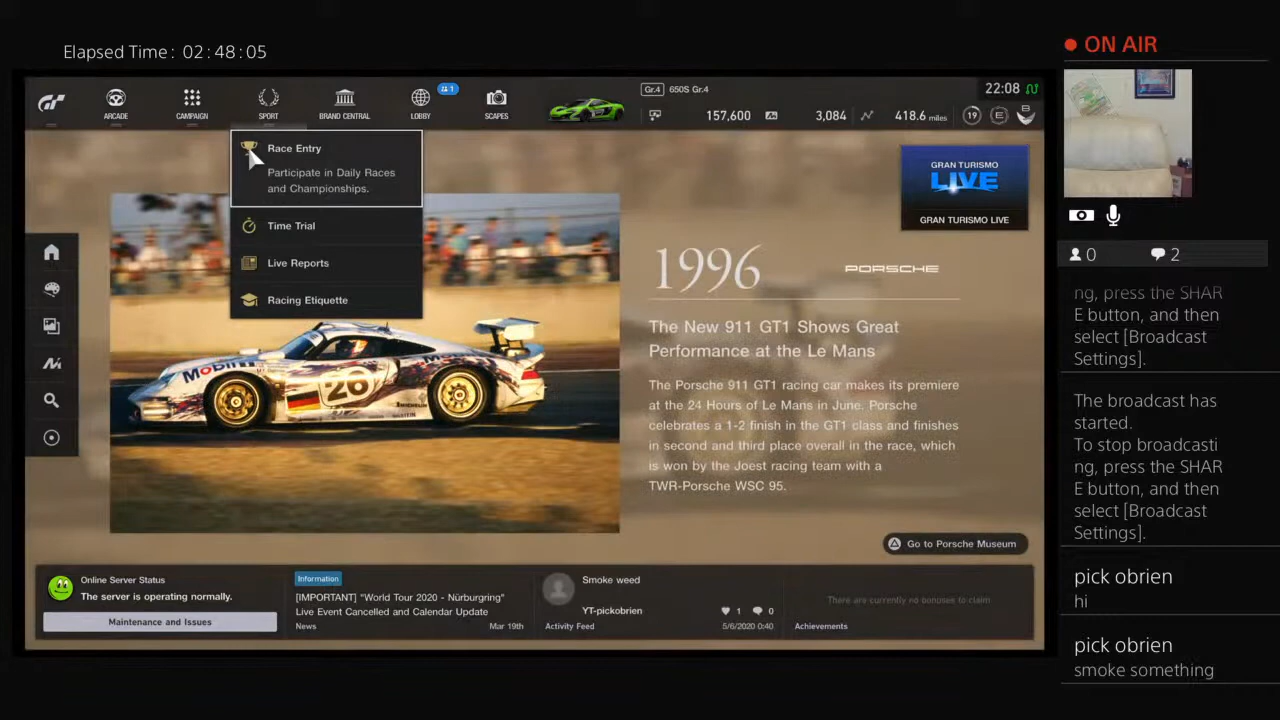 Elapsed Time: 02:48:05
ON AIR
ARCADE
CAMPAIGN
SPORT
BRAND CENTRAL
LOBBY
1
SCAPES
Gr.4 650S Gr.4
22:08
157,600
3,084
418.6 miles
19
E
B
Race Entry
Participate in Daily Races
and Championships.
Time Trial
Live Reports
Racing Etiquette
GRAN TURISMO
LIVE
GRAN TURISMO LIVE
Mobil
26
MICHELIN
1996
PORSCHE
The New 911 GT1 Shows Great
Performance at the Le Mans
The Porsche 911 GT1 racing car makes its premiere
at the 24 Hours of Le Mans in June. Porsche
celebrates a 1-2 finish in the GT1 class and finishes
in second and third place overall in the race, which
is won by the Joest racing team with a
TWR-Porsche WSC 95.
Go to Porsche Museum
Online Server Status
The server is operating normally.
Maintenance and Issues
Information
[IMPORTANT] "World Tour 2020 - Nürburgring"
Live Event Cancelled and Calendar Update
News
Mar 19th
Smoke weed
YT-pickobrien
1
0
Activity Feed
5/6/2020 0:40
There are currently no bonuses to claim
Achievements
0
2
ng, press the SHAR
E button, and then
select [Broadcast
Settings].
The broadcast has
started.
To stop broadcasti
ng, press the SHAR
E button, and then
select [Broadcast
Settings].
pick obrien
hi
pick obrien
smoke something